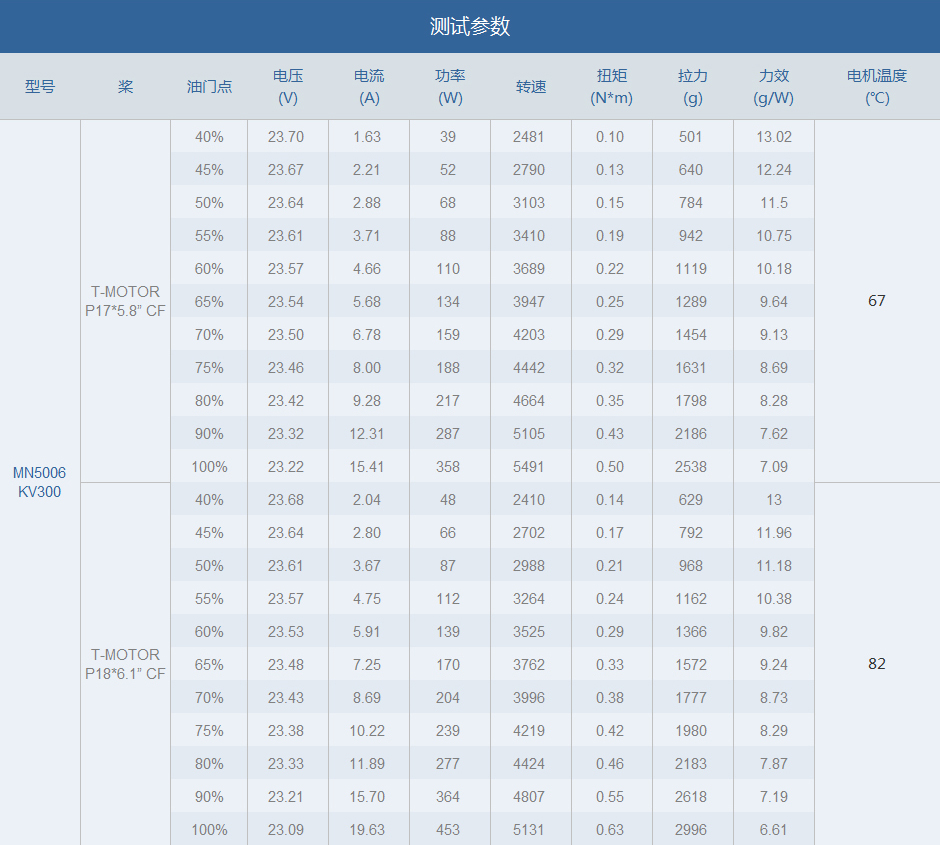 测试参数
型号 桨 油门点 电压 (V) 电流 (A) 功率 (W) 转速 扭矩 (N*m) 拉力 (g) 力效 (g/W) 电机温度 (℃)
MN5006 KV300
T-MOTOR P17*5.8” CF
40% 23.70 1.63 39 2481 0.10 501 13.02
45% 23.67 2.21 52 2790 0.13 640 12.24
50% 23.64 2.88 68 3103 0.15 784 11.5
55% 23.61 3.71 88 3410 0.19 942 10.75
60% 23.57 4.66 110 3689 0.22 1119 10.18
65% 23.54 5.68 134 3947 0.25 1289 9.64
70% 23.50 6.78 159 4203 0.29 1454 9.13
75% 23.46 8.00 188 4442 0.32 1631 8.69
80% 23.42 9.28 217 4664 0.35 1798 8.28
90% 23.32 12.31 287 5105 0.43 2186 7.62
100% 23.22 15.41 358 5491 0.50 2538 7.09
67
T-MOTOR P18*6.1” CF
40% 23.68 2.04 48 2410 0.14 629 13
45% 23.64 2.80 66 2702 0.17 792 11.96
50% 23.61 3.67 87 2988 0.21 968 11.18
55% 23.57 4.75 112 3264 0.24 1162 10.38
60% 23.53 5.91 139 3525 0.29 1366 9.82
65% 23.48 7.25 170 3762 0.33 1572 9.24
70% 23.43 8.69 204 3996 0.38 1777 8.73
75% 23.38 10.22 239 4219 0.42 1980 8.29
80% 23.33 11.89 277 4424 0.46 2183 7.87
90% 23.21 15.70 364 4807 0.55 2618 7.19
100% 23.09 19.63 453 5131 0.63 2996 6.61
82